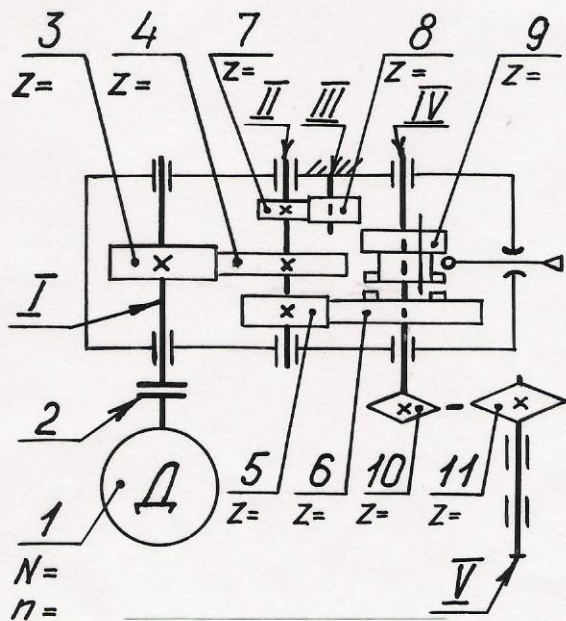 3 4 7 8 9
Z= Z= Z= Z= Z=
II III IV
I
2
Д
1 5 6 10 11
Z= Z= Z= Z=
N=
n=
V